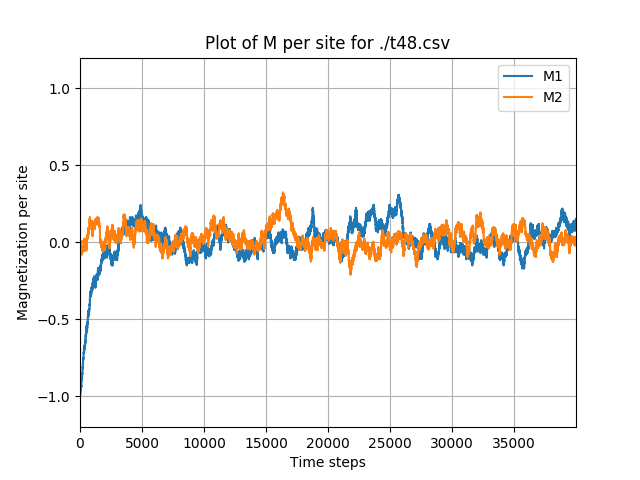 Plot of M per site for ./t48.csv
M1
M2
1.0
0.5
0.0
−0.5
−1.0
Magnetization per site
0 5000 10000 15000 20000 25000 30000 35000
Time steps